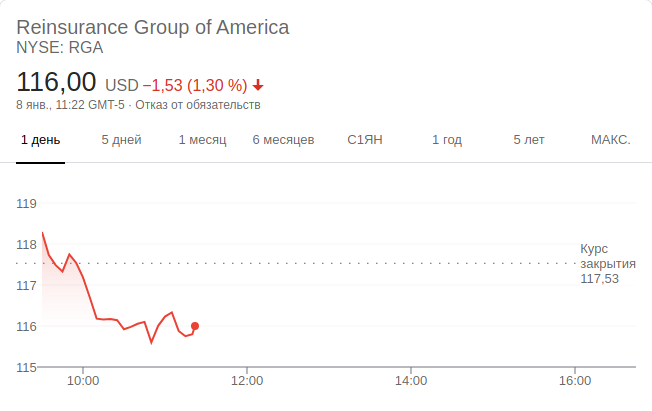 Reinsurance Group of America
NYSE: RGA
116,00 USD −1,53 (1,30 %)
8 янв., 11:22 GMT-5 · Отказ от обязательств
1 день 5 дней 1 месяц 6 месяцев С1ЯН 1 год 5 лет МАКС.
119
118
Курс
закрытия
117,53
117
116
115
10:00 12:00 14:00 16:00